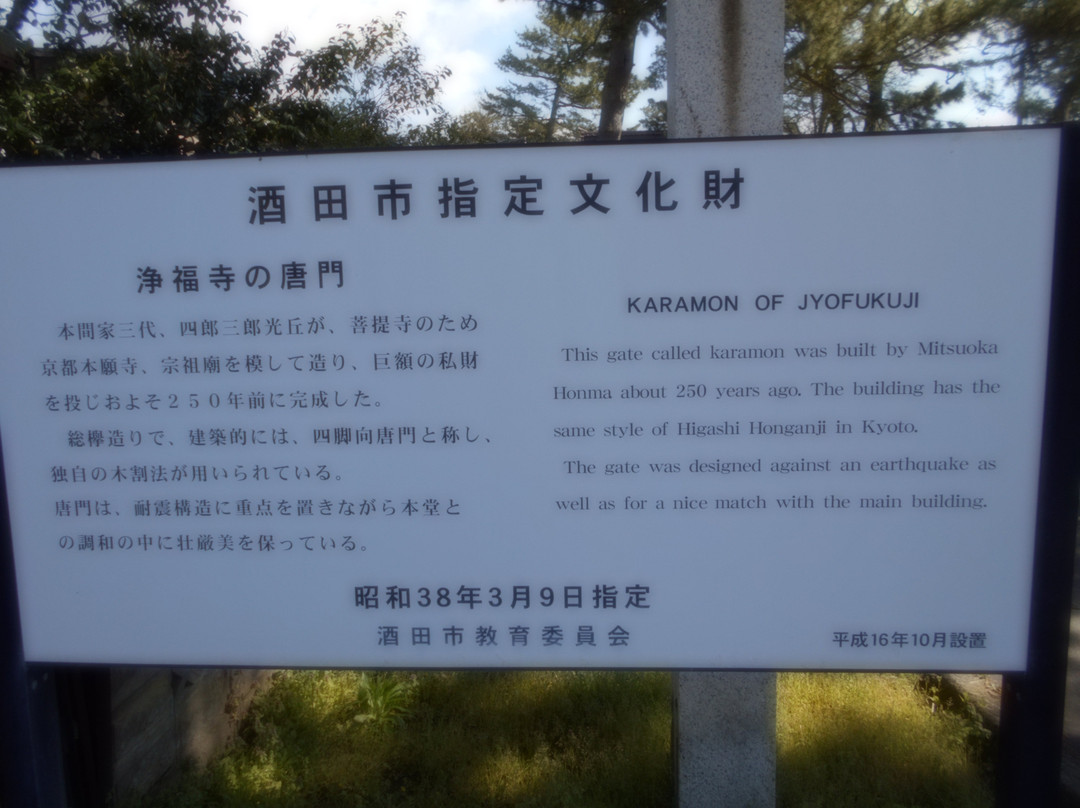 酒田市指定文化財
浄福寺の唐門
本間家三代、四郎三郎光丘が、菩提寺のため
京都本願寺、宗祖廟を模して造り、巨額の私財
を投じおよそ２５０年前に完成した。
総欅造りで、建築的には、四脚向唐門と称し、
独自の木割法が用いられている。
唐門は、耐震構造に重点を置きながら本堂と
の調和の中に壮厳美を保っている。
KARAMON OF JYOFUKUJI
This gate called karamon was built by Mitsuoka
Honma about 250 years ago. The building has the
same style of Higashi Honganji in Kyoto.
The gate was designed against an earthquake as
well as for a nice match with the main building.
昭和38年3月9日指定
酒田市教育委員会
平成16年10月設置